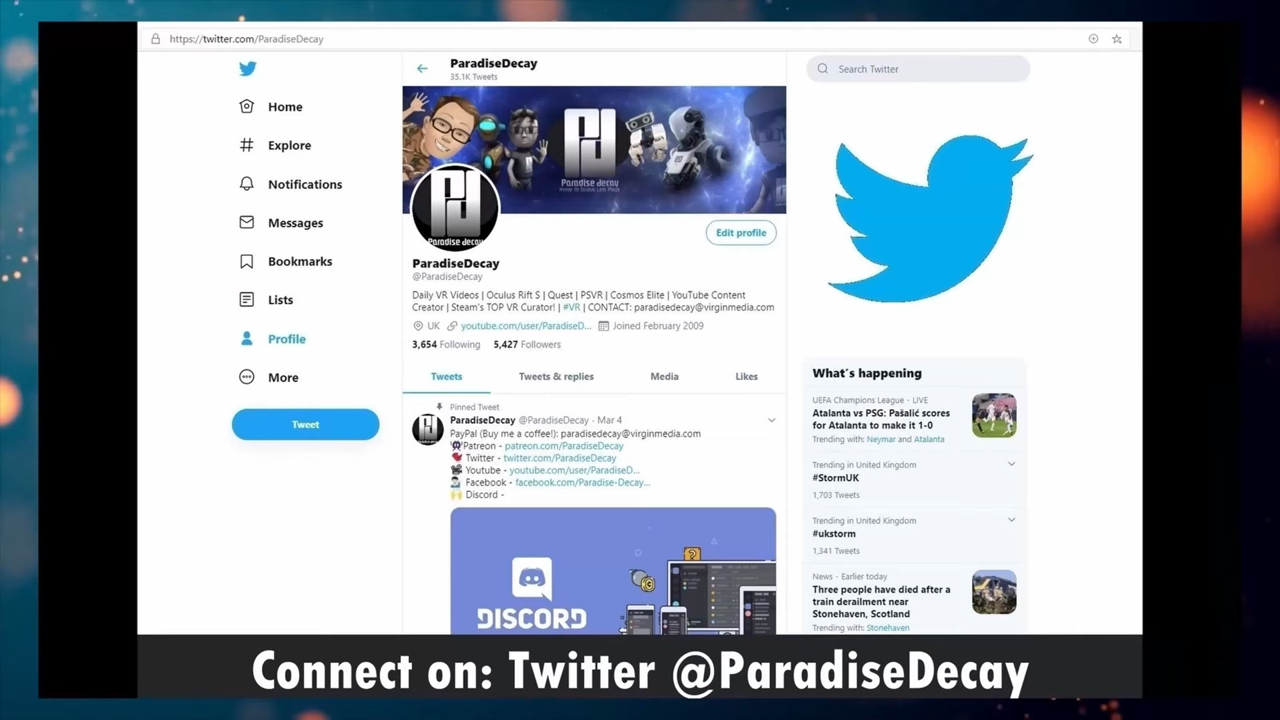 https://twitter.com/ParadiseDecay
Home
Explore
Notifications
Messages
Bookmarks
Lists
Profile
More
Tweet
ParadiseDecay
35.1K Tweets
PD
Paradise decay
Paradise decay
Edit profile
ParadiseDecay
@ParadiseDecay
Daily VR Videos | Oculus Rift S | Quest | PSVR | Cosmos Elite | YouTube Content
Creator | Steam's TOP VR Curator! | #VR | CONTACT: paradisedecay@virginmedia.com
UK youtube.com/user/ParadiseD... Joined February 2009
3,654 Following 5,427 Followers
Tweets Tweets & replies Media Likes
Pinned Tweet
ParadiseDecay @ParadiseDecay · Mar 4
PayPal (Buy me a coffee!): paradisedecay@virginmedia.com
Patreon - patreon.com/ParadiseDecay
Twitter - twitter.com/ParadiseDecay
Youtube - youtube.com/user/ParadiseD...
Facebook - facebook.com/Paradise-Decay...
Discord -
DISCORD
Search Twitter
What's happening
UEFA Champions League · LIVE
Atalanta vs PSG: Pašalić scores
for Atalanta to make it 1-0
Trending with: Neymar and Atalanta
Trending in United Kingdom
#StormUK
1,703 Tweets
Trending in United Kingdom
#ukstorm
1,341 Tweets
News · Earlier today
Three people have died after a
train derailment near
Stonehaven, Scotland
Trending with: Stonehaven
Connect on: Twitter @ParadiseDecay